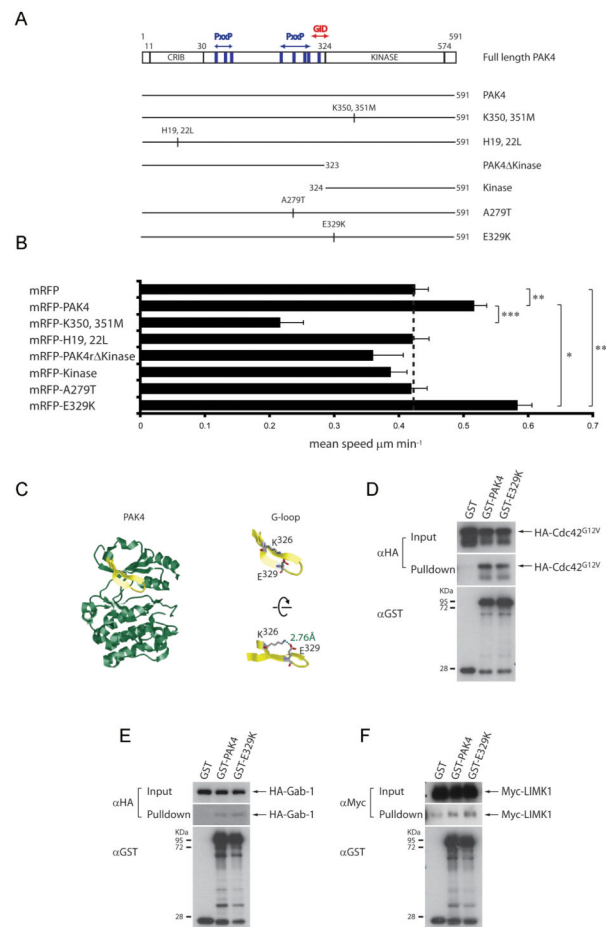 A
1
11
CRIB
30
PxxP
PxxP
GID
324
KINASE
574
591
Full length PAK4
591
PAK4
K350, 351M
591
K350, 351M
H19, 22L
591
H19, 22L
323
PAK4ΔKinase
324
591
Kinase
A279T
591
A279T
E329K
591
E329K
B
mRFP
mRFP-PAK4
mRFP-K350, 351M
mRFP-H19, 22L
mRFP-PAK4rΔKinase
mRFP-Kinase
mRFP-A279T
mRFP-E329K
**
***
*
**
0 0.1 0.2 0.3 0.4 0.5 0.6 0.7
mean speed μm min⁻¹
C
PAK4
G-loop
K³²⁶
E³²⁹
K³²⁶
2.76Å
E³²⁹
D
GST
GST-PAK4
GST-E329K
αHA
Input
HA-Cdc42ᴳ¹²ⱽ
Pulldown
HA-Cdc42ᴳ¹²ⱽ
αGST
KDa
95
72
28
E
GST
GST-PAK4
GST-E329K
αHA
Input
HA-Gab-1
Pulldown
HA-Gab-1
αGST
KDa
95
72
28
F
GST
GST-PAK4
GST-E329K
αMyc
Input
Myc-LIMK1
Pulldown
Myc-LIMK1
αGST
KDa
95
72
28